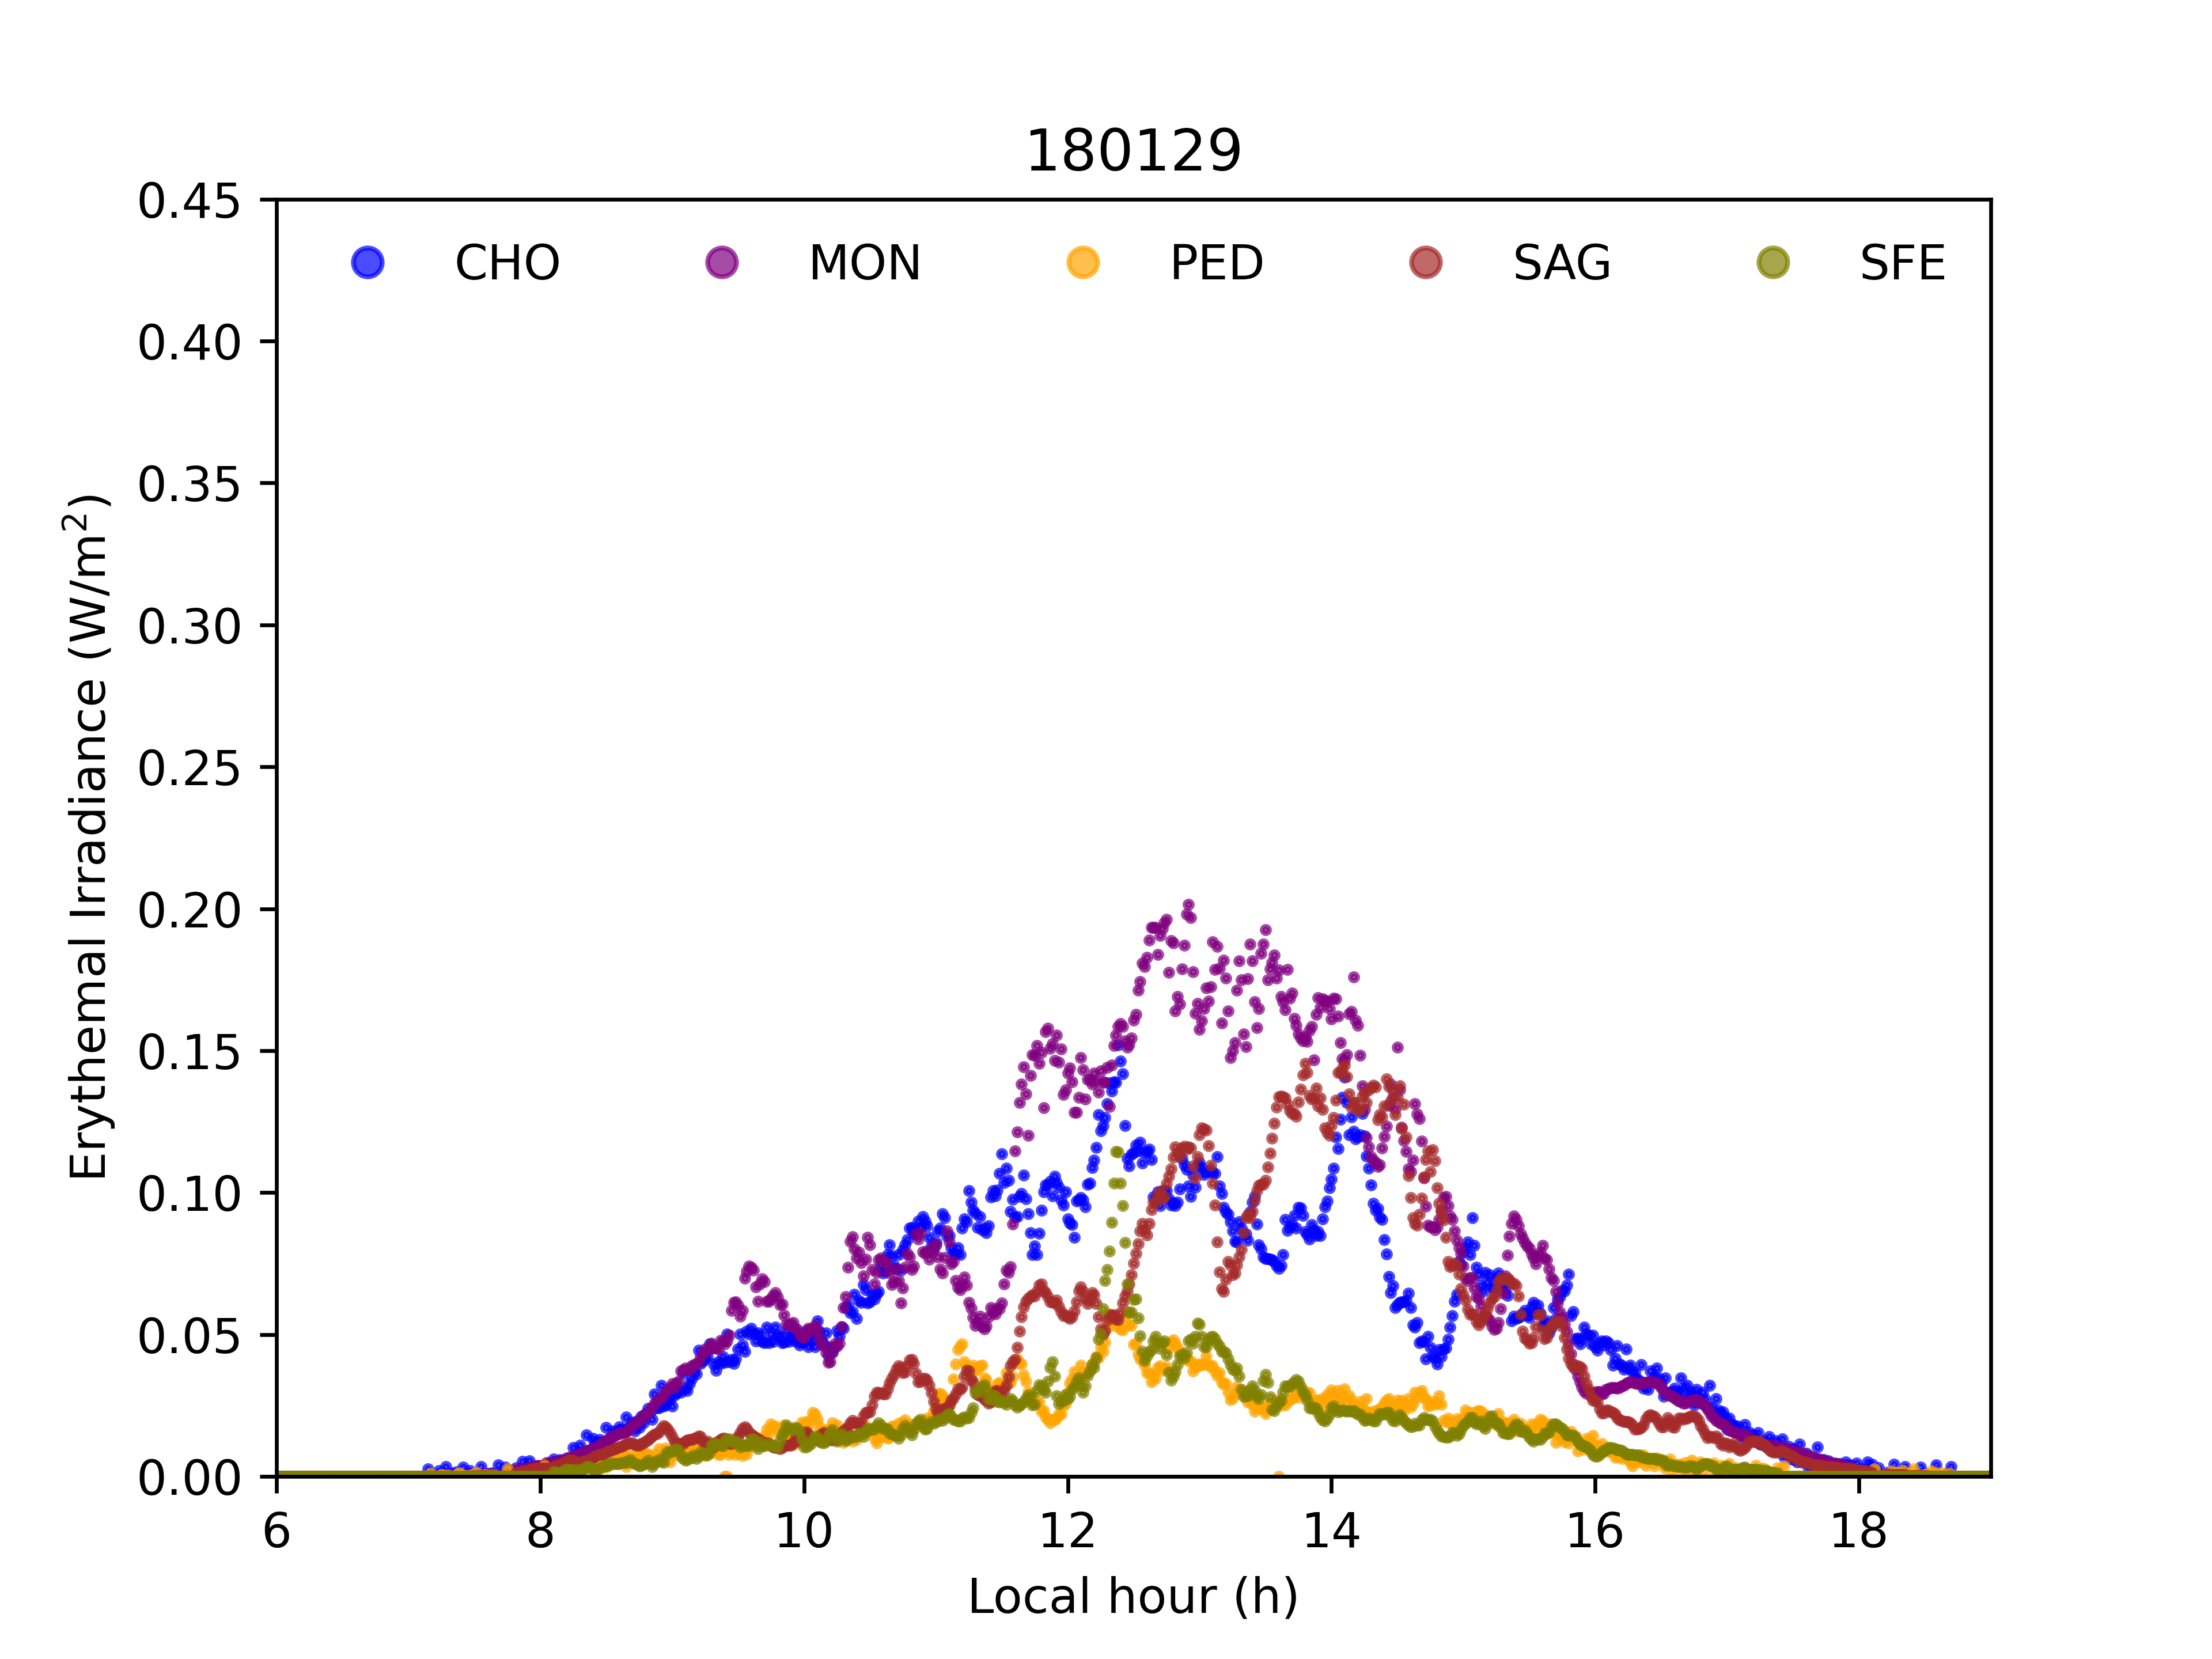 180129
CHO MON PED SAG SFE
0.45
0.40
0.35
0.30
0.25
0.20
0.15
0.10
0.05
0.00
Erythemal Irradiance (W/m²)
6 8 10 12 14 16 18
Local hour (h)